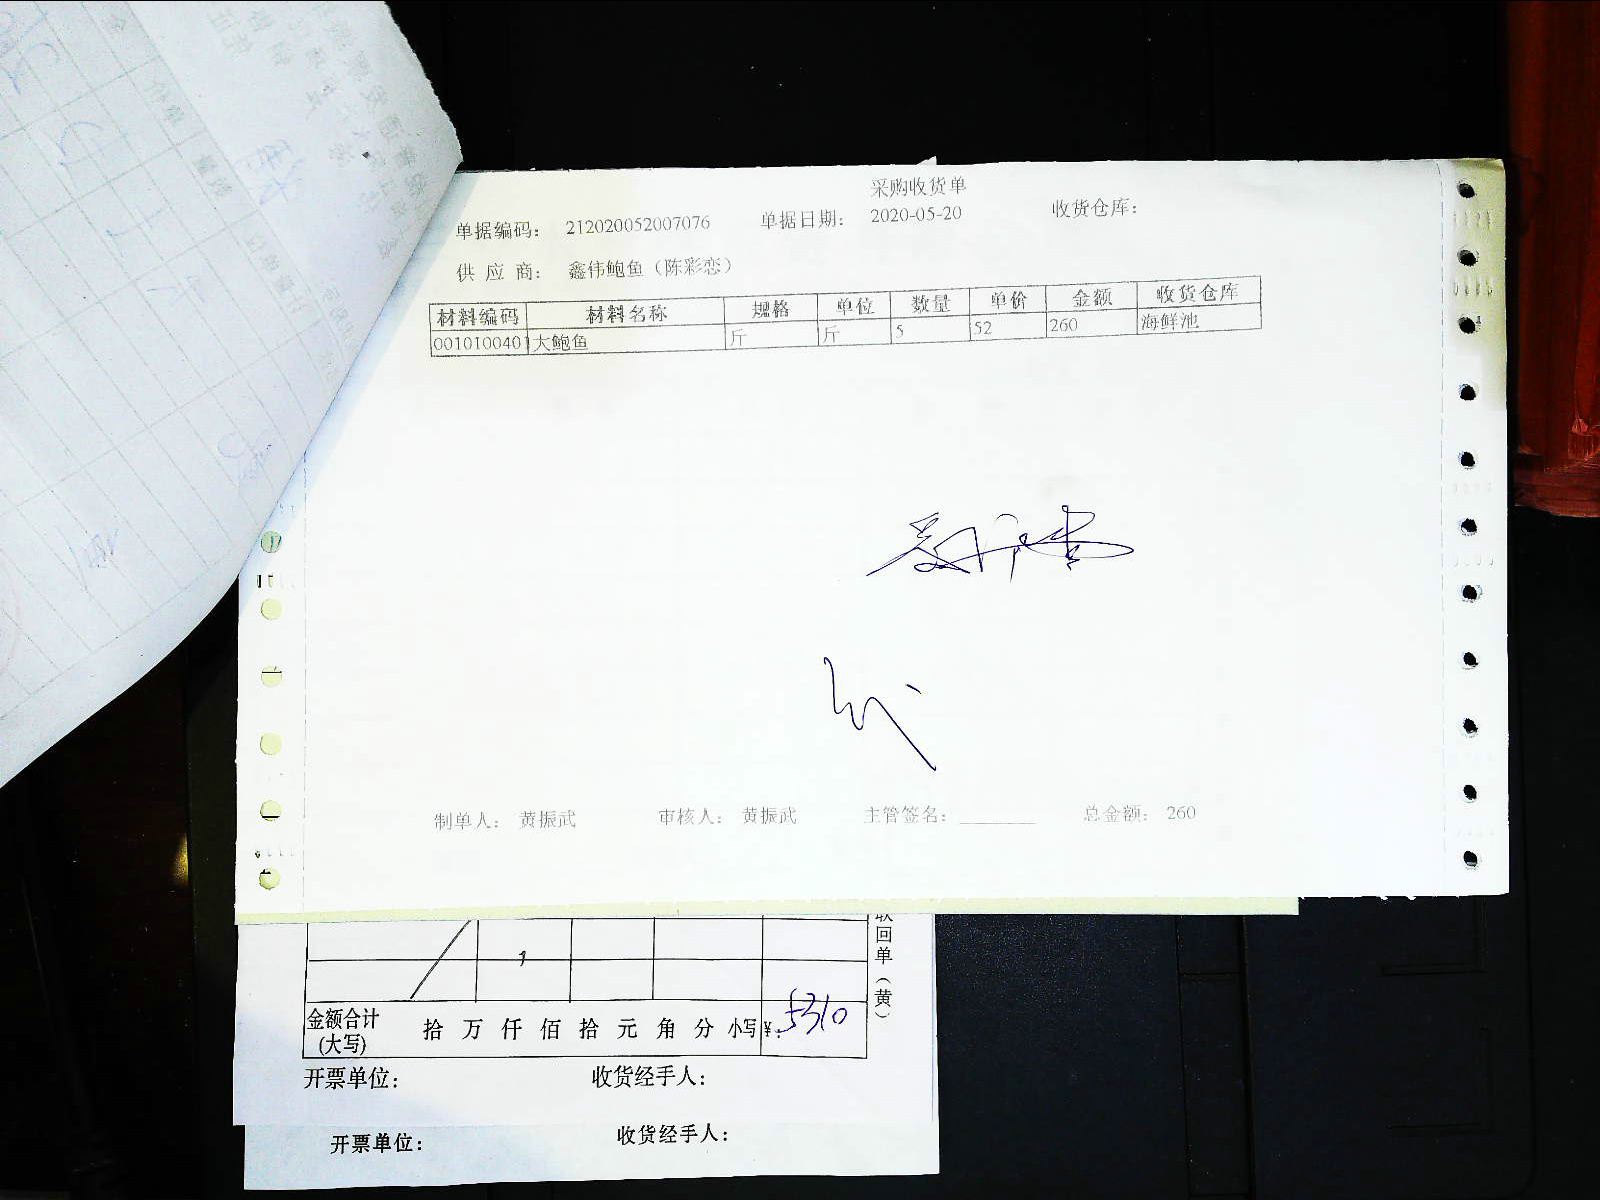 采购收货单
单据编码： 212020052007076 单据日期： 2020-05-20 收货仓库：
供 应 商： 鑫伟鲍鱼（陈彩恋）
材料编码 材料名称 规格 单位 数量 单价 金额 收货仓库
0010100401 大鲍鱼 斤 斤 5 52 260 海鲜池
制单人： 黄振武 审核人： 黄振武 主管签名： 总金额： 260
回单（黄）
金额合计(大写) 拾 万 仟 佰 拾 元 角 分 小写¥： 5310
开票单位： 收货经手人：
开票单位： 收货经手人：